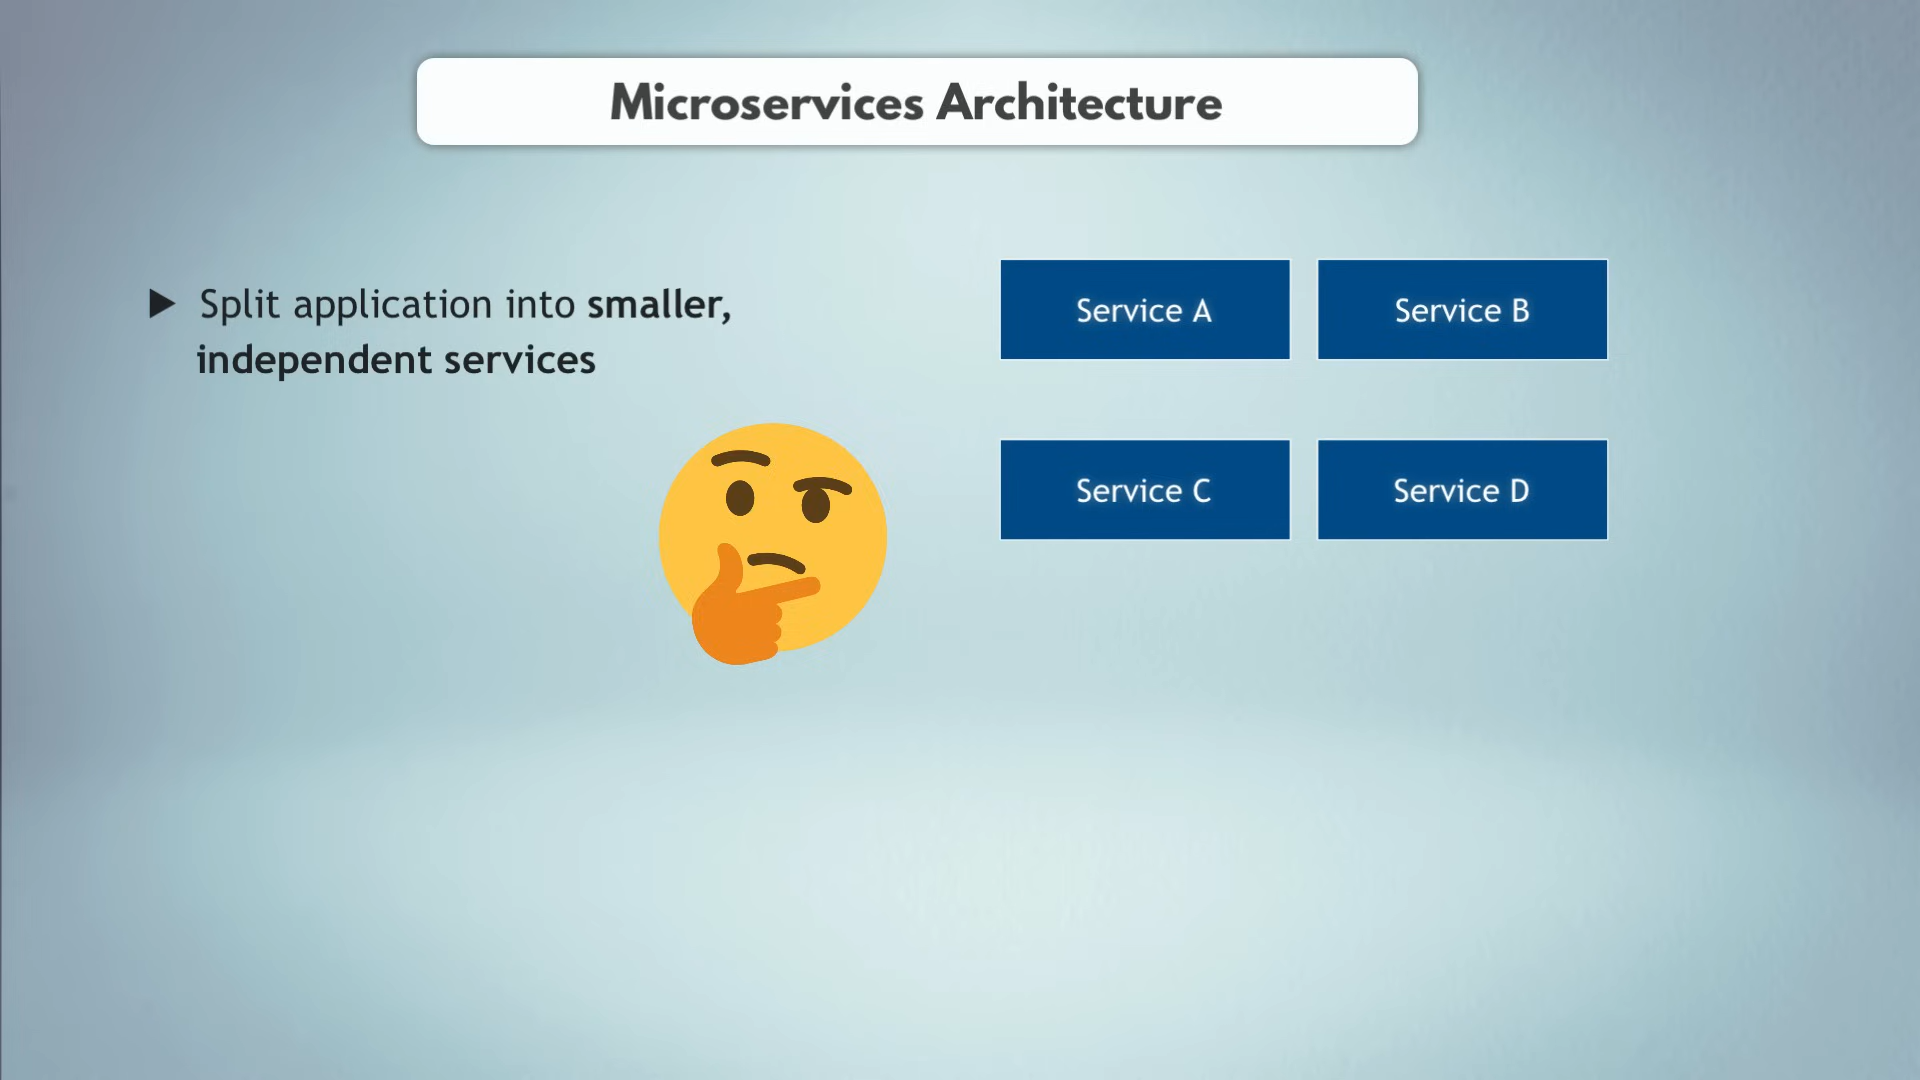 Microservices Architecture
Split application into smaller,
independent services
Service A
Service B
Service C
Service D